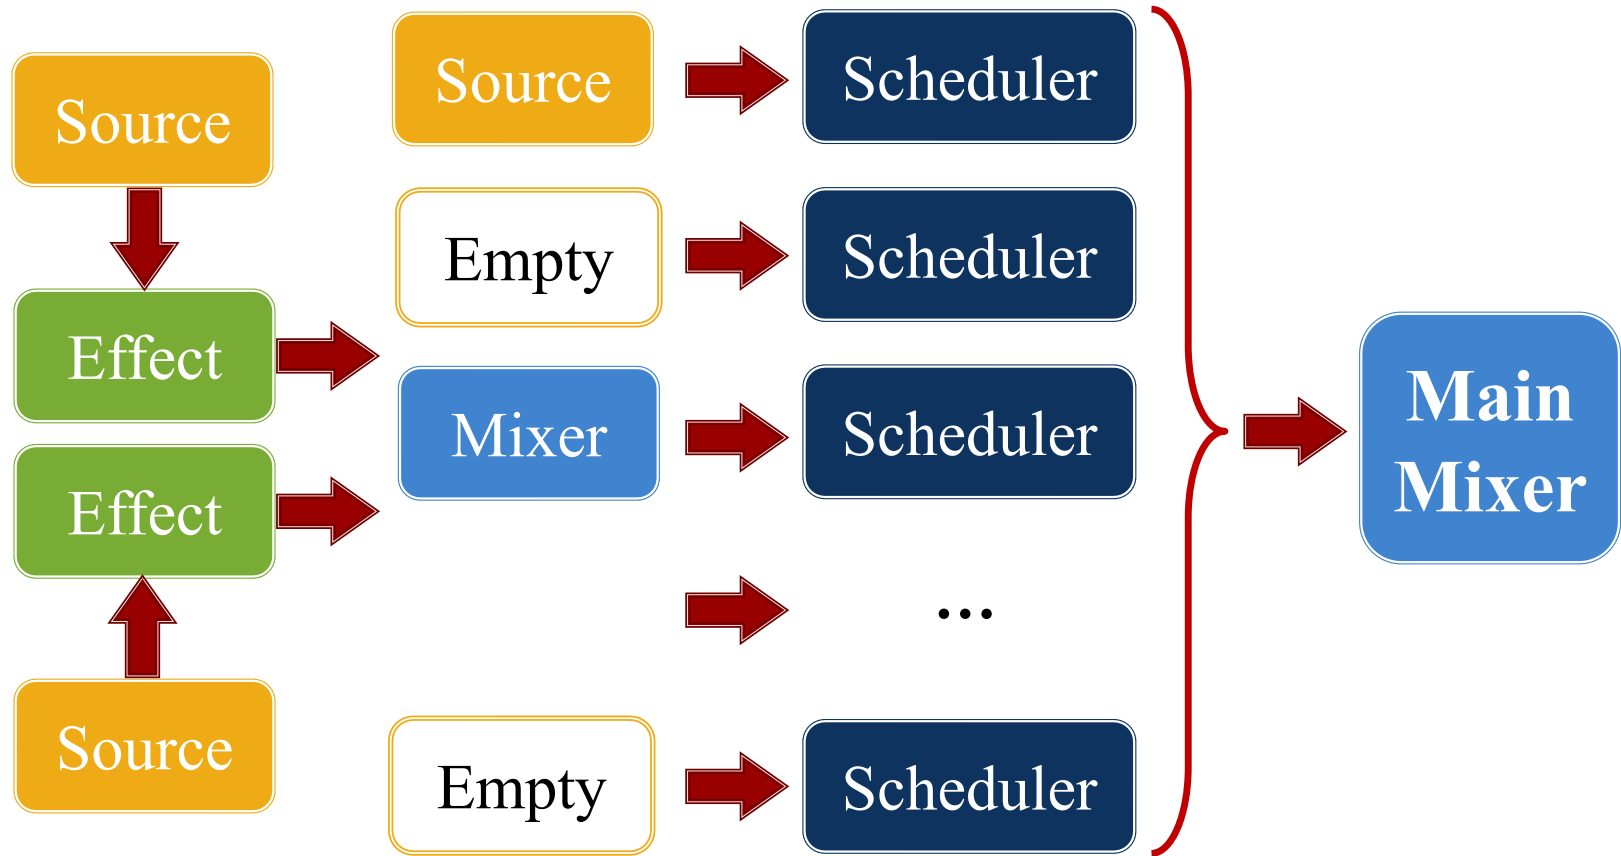 Source
Scheduler
Source
Empty
Scheduler
Effect
Mixer
Scheduler
Main
Mixer
Effect
...
Source
Empty
Scheduler